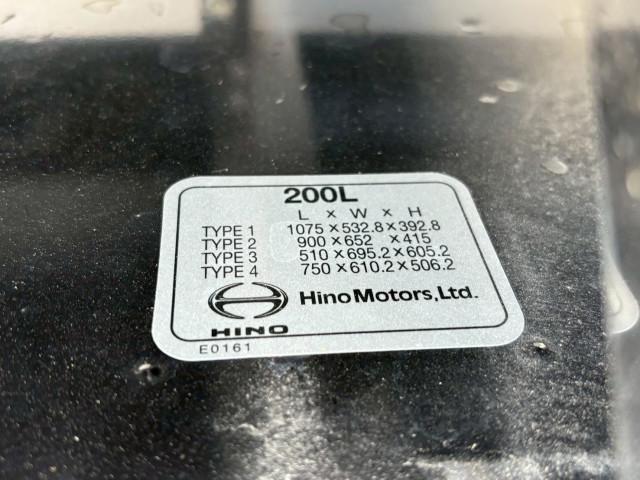 200L
L × W × H
TYPE 1 1075×532.8×392.8
TYPE 2 900×652 ×415
TYPE 3 510×695.2×605.2
TYPE 4 750×610.2×506.2
HINO Hino Motors, Ltd.
E0161